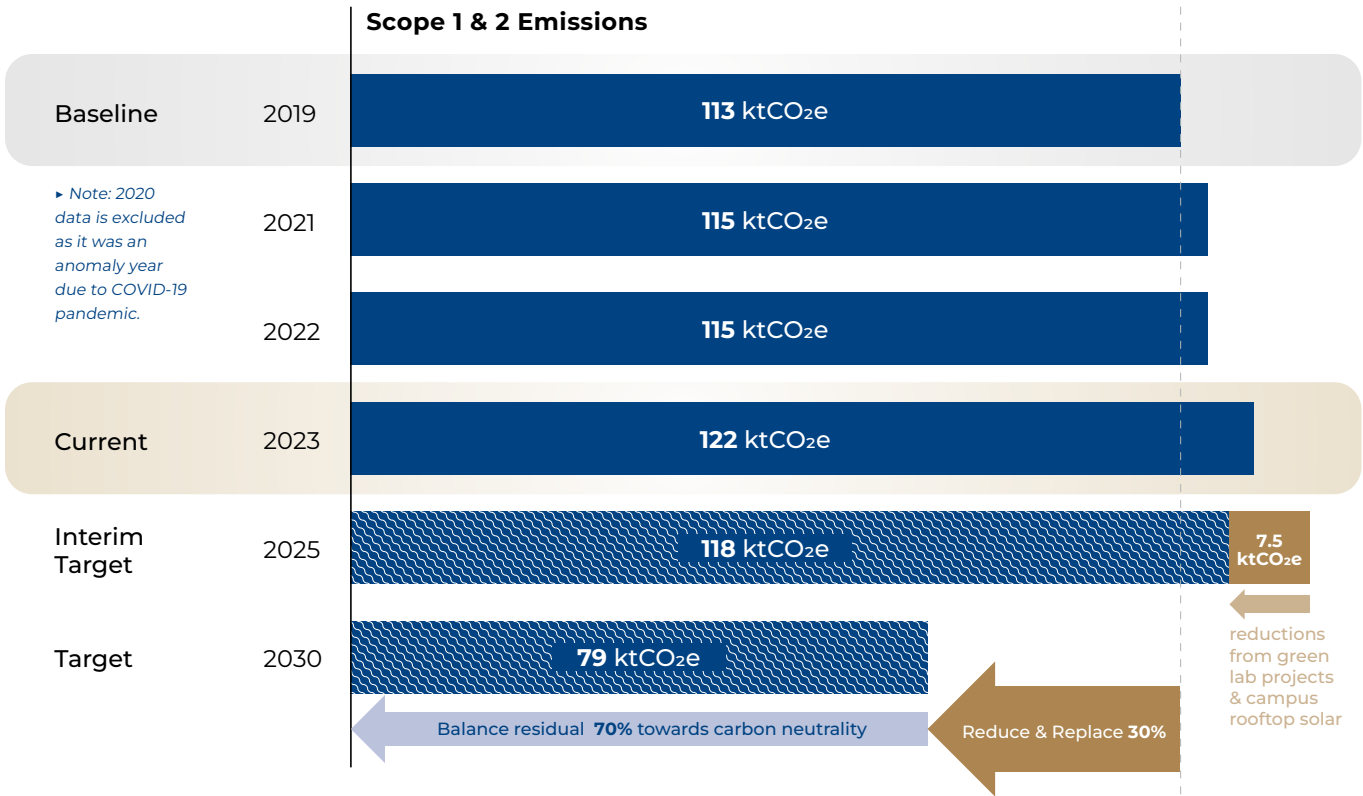 Scope 1 & 2 Emissions
Baseline 2019 113 ktCO₂e
▸ Note: 2020
data is excluded
as it was an
anomaly year
due to COVID-19
pandemic.
2021 115 ktCO₂e
2022 115 ktCO₂e
Current 2023 122 ktCO₂e
Interim
Target
2025 118 ktCO₂e
7.5
ktCO₂e
reductions
from green
lab projects
& campus
rooftop solar
Target 2030 79 ktCO₂e
Balance residual 70% towards carbon neutrality
Reduce & Replace 30%